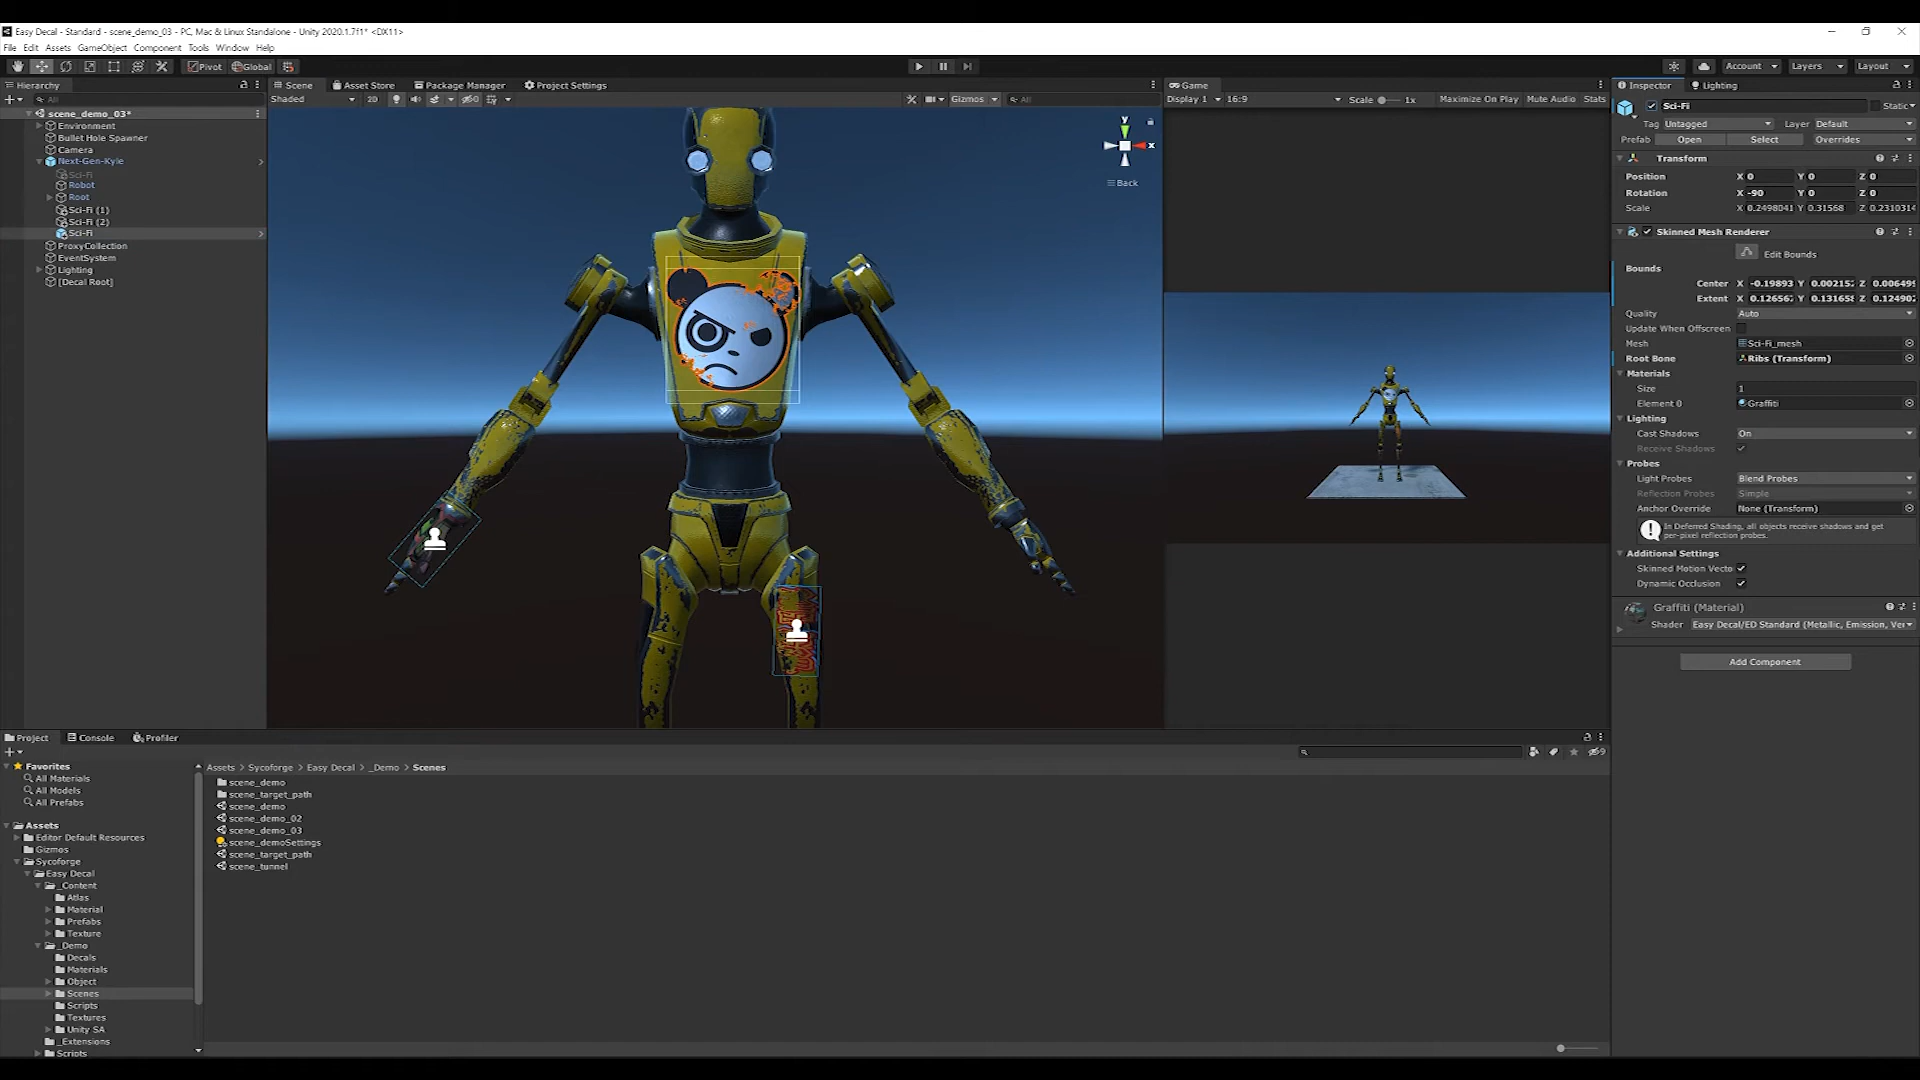 Easy Decal - Standard - scene_demo_03 - PC, Mac & Linux Standalone - Unity 2020.1.7f1* <DX11>
File Edit Assets GameObject Component Tools Window Help
Pivot Global Account Layers Layout
Hierarchy
All
scene_demo_03*
Environment
Bullet Hole Spawner
Camera
Next-Gen-Kyle
Sci-Fi
Robot
Root
Sci-Fi (1)
Sci-Fi (2)
Sci-Fi
ProxyCollection
EventSystem
Lighting
[Decal Root]
Scene Asset Store Package Manager Project Settings
Shaded 2D 0 Gizmos All
y
x
Back
Game
Display 1 16:9 Scale 1x Maximize On Play Mute Audio Stats
Inspector Lighting
Sci-Fi Static
Tag Untagged Layer Default
Prefab Open Select Overrides
Transform
Position X 0 Y 0 Z 0
Rotation X -90 Y 0 Z 0
Scale X 0.2498041 Y 0.31568 Z 0.2310314
Skinned Mesh Renderer
Edit Bounds
Bounds
Center X -0.19893 Y 0.002152 Z 0.006499
Extent X 0.126567 Y 0.131658 Z 0.124902
Quality Auto
Update When Offscreen
Mesh Sci-Fi_mesh
Root Bone Ribs (Transform)
Materials
Size 1
Element 0 Graffiti
Lighting
Cast Shadows On
Receive Shadows
Probes
Light Probes Blend Probes
Reflection Probes Simple
Anchor Override None (Transform)
In Deferred Shading, all objects receive shadows and get
per-pixel reflection probes.
Additional Settings
Skinned Motion Vecto
Dynamic Occlusion
Graffiti (Material)
Shader Easy Decal/ED Standard (Metallic, Emission, Ver
Add Component
Project Console Profiler
9
Favorites
All Materials
All Models
All Prefabs
Assets
Editor Default Resources
Gizmos
Sycoforge
Easy Decal
_Content
Atlas
Material
Prefabs
Texture
_Demo
Decals
Materials
Object
Scenes
Scripts
Textures
Unity SA
_Extensions
Scripts
Assets > Sycoforge > Easy Decal > _Demo > Scenes
scene_demo
scene_target_path
scene_demo
scene_demo_02
scene_demo_03
scene_demoSettings
scene_target_path
scene_tunnel